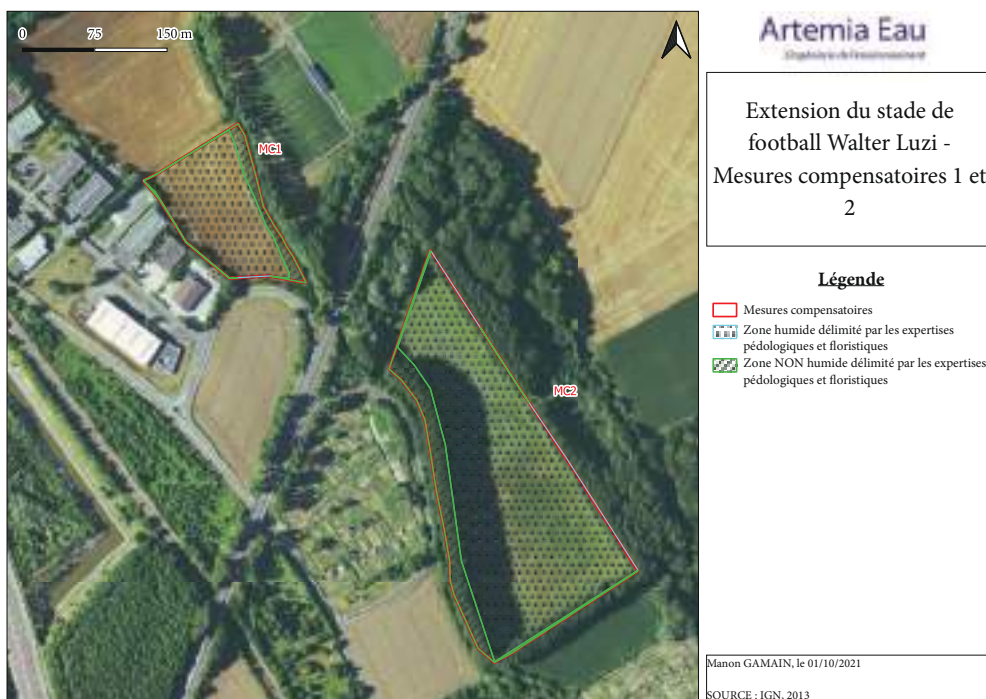 0 75 150 m
MC1
MC2
Artemia Eau
Extension du stade de
football Walter Luzi -
Mesures compensatoires 1 et
2
Légende
Mesures compensatoires
Zone humide délimité par les expertises
pédologiques et floristiques
Zone NON humide délimité par les expertises
pédologiques et floristiques
Manon GAMAIN, le 01/10/2021
SOURCE : IGN, 2013